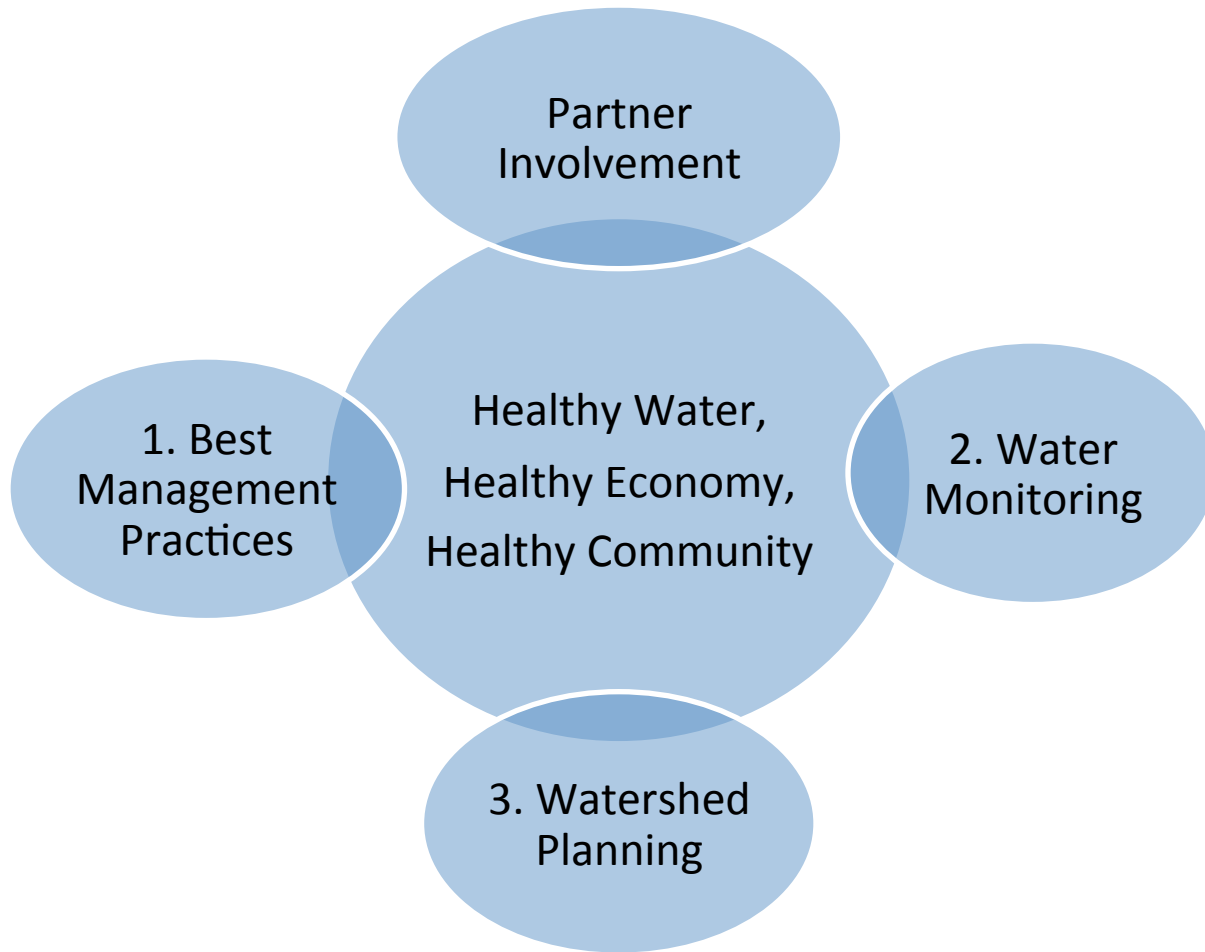 Partner
Involvement
Healthy Water,
Healthy Economy,
Healthy Community
1. Best
Management
Practices
2. Water
Monitoring
3. Watershed
Planning